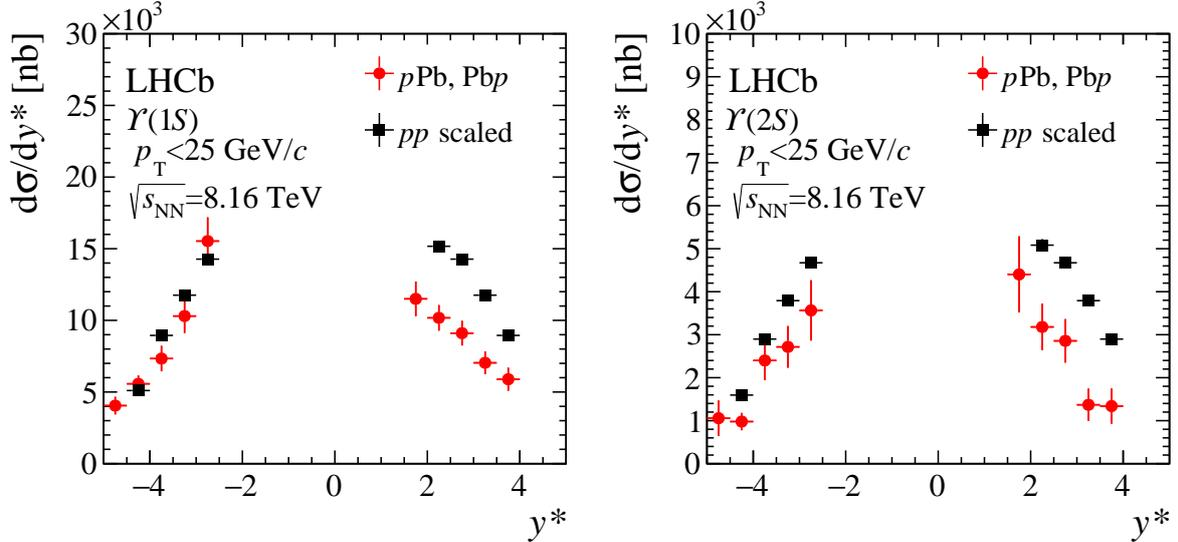 ×10³
30
25
20
15
10
5
0
dσ/dy* [nb]
LHCb
ϒ(1S)
p_T<25 GeV/c
√s_NN=8.16 TeV
pPb, Pbp
pp scaled
−4 −2 0 2 4
y*
×10³
10
9
8
7
6
5
4
3
2
1
0
dσ/dy* [nb]
LHCb
ϒ(2S)
p_T<25 GeV/c
√s_NN=8.16 TeV
pPb, Pbp
pp scaled
−4 −2 0 2 4
y*